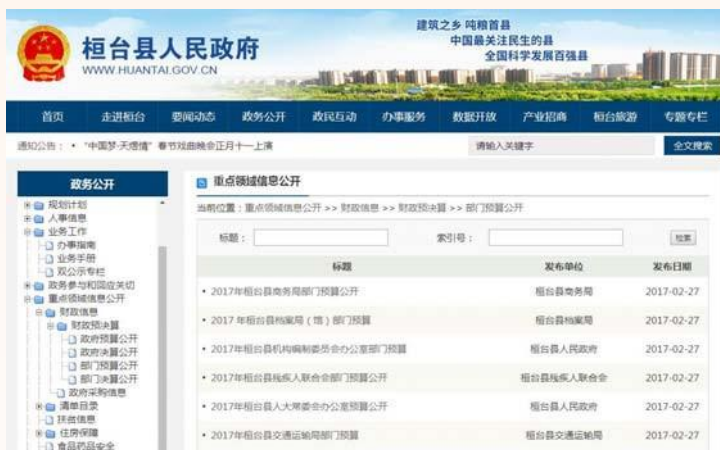 建筑之乡 吨粮首县
中国最关注民生的县
全国科学发展百强县
桓台县人民政府
WWW.HUANTAI.GOV.CN
首页 走进桓台 要闻动态 政务公开 政民互动 办事服务 数据开放 产业招商 桓台旅游 专题专栏
通知公告： • “中国梦·天煜情”春节戏曲晚会正月十一上演 请输入关键字 全文搜索
政务公开
规划计划
人事信息
业务工作
办事指南
业务手册
双公示专栏
政务参与和回应关切
重点领域信息公开
财政信息
财政预决算
政府预算公开
政府决算公开
部门预算公开
部门决算公开
政府采购信息
清单目录
扶贫信息
住房保障
食品药品安全
重点领域信息公开
当前位置：重点领域信息公开 >> 财政信息 >> 财政预决算 >> 部门预算公开
标题： 索引号： 检索
标题 发布单位 发布日期
• 2017年桓台县商务局部门预算公开 桓台县商务局 2017-02-27
• 2017 年桓台县档案局（馆）部门预算 桓台县档案局 2017-02-27
• 2017年桓台县机构编制委员会办公室部门预算 桓台县人民政府 2017-02-27
• 2017年桓台县残疾人联合会部门预算公开 桓台县残疾人联合会 2017-02-27
• 2017年桓台县人大常委会办公室预算公开 桓台县人民政府 2017-02-27
• 2017年桓台县交通运输局部门预算 桓台县交通运输局 2017-02-27